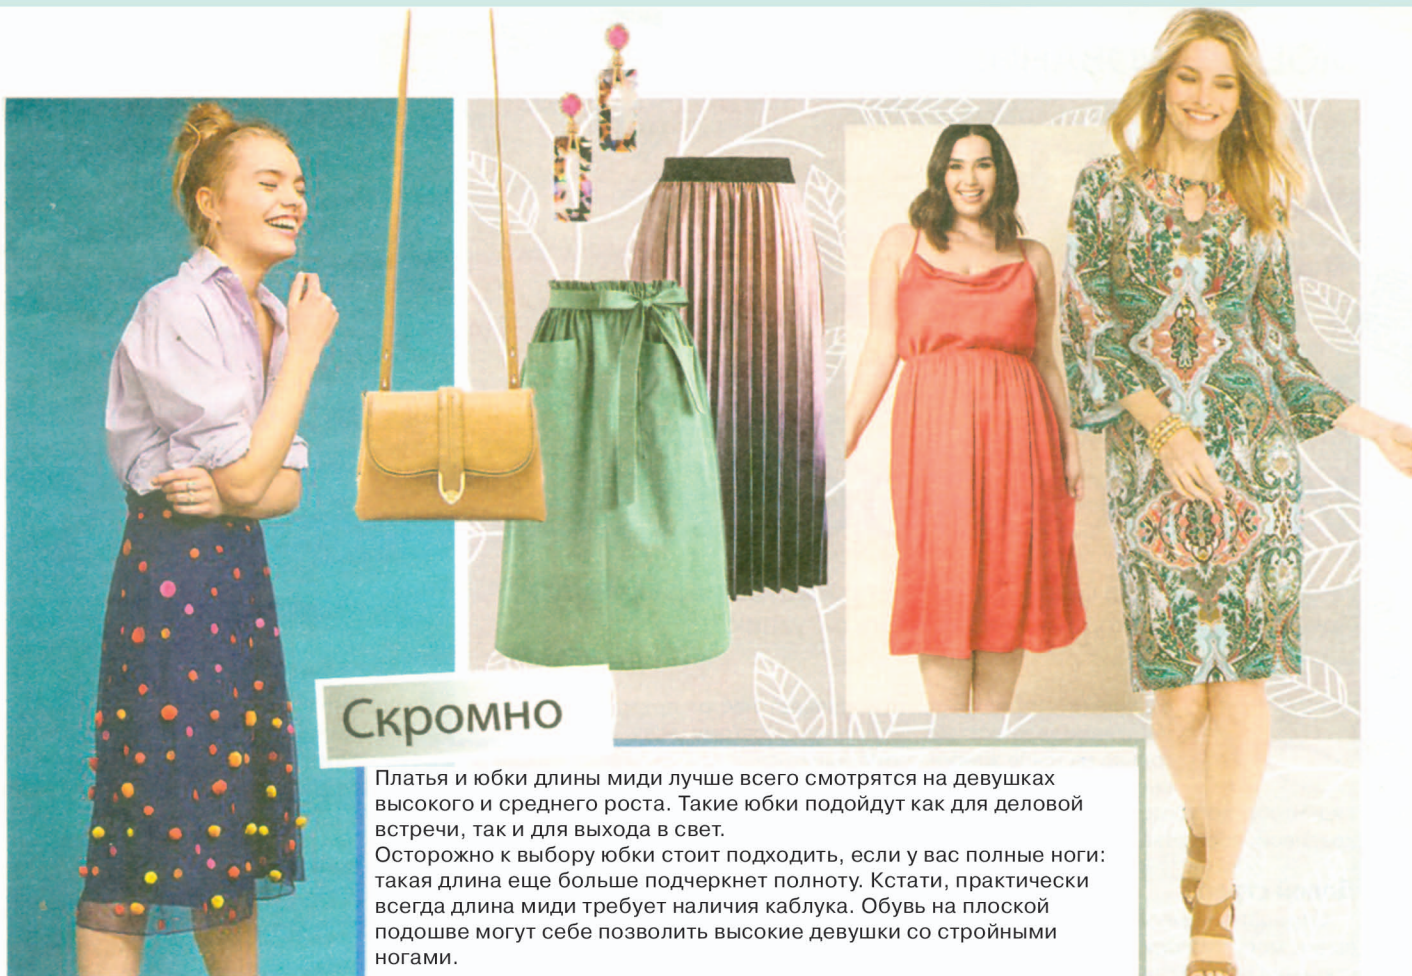 Скромно
Платья и юбки длины миди лучше всего смотрятся на девушках
высокого и среднего роста. Такие юбки подойдут как для деловой
встречи, так и для выхода в свет.
Осторожно к выбору юбки стоит подходить, если у вас полные ноги:
такая длина еще больше подчеркнет полноту. Кстати, практически
всегда длина миди требует наличия каблука. Обувь на плоской
подошве могут себе позволить высокие девушки со стройными
ногами.